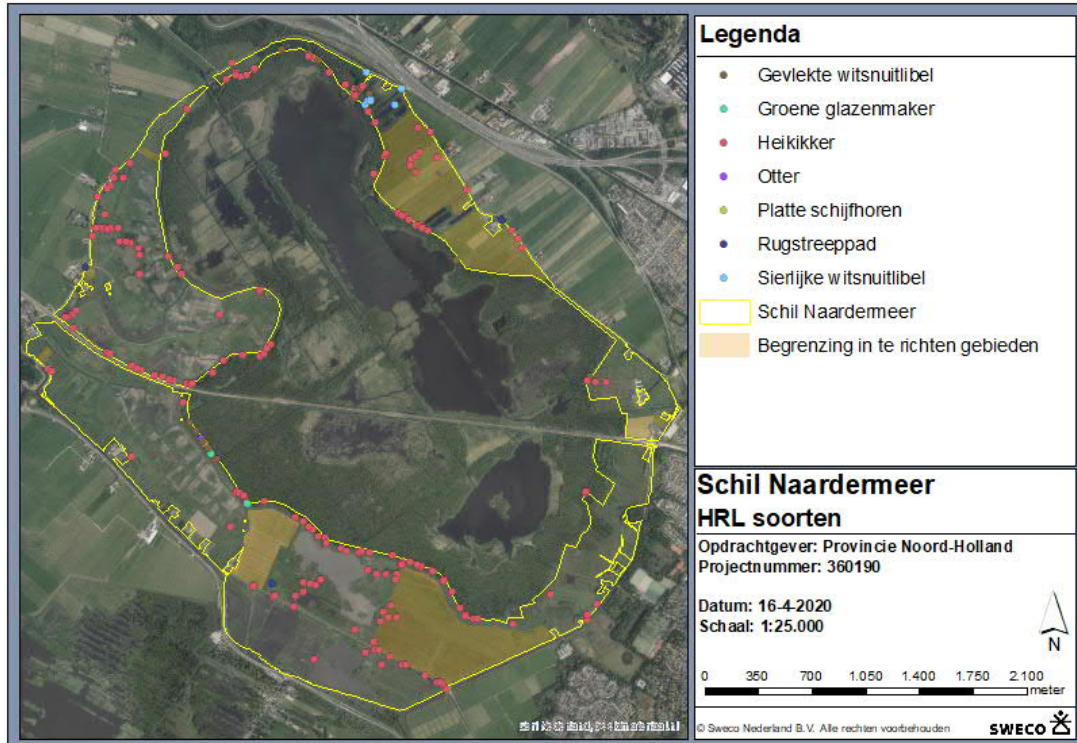 Legenda
Gevlekte witsnuitlibel
Groene glazenmaker
Heikikker
Otter
Platte schijfhoren
Rugstreeppad
Sierlijke witsnuitlibel
Schil Naardermeer
Begrenzing in te richten gebieden
Schil Naardermeer
HRL soorten
Opdrachtgever: Provincie Noord-Holland
Projectnummer: 360190
Datum: 16-4-2020
Schaal: 1:25.000
N
0 350 700 1.050 1.400 1.750 2.100
meter
© Sweco Nederland B.V. Alle rechten voorbehouden
SWECO